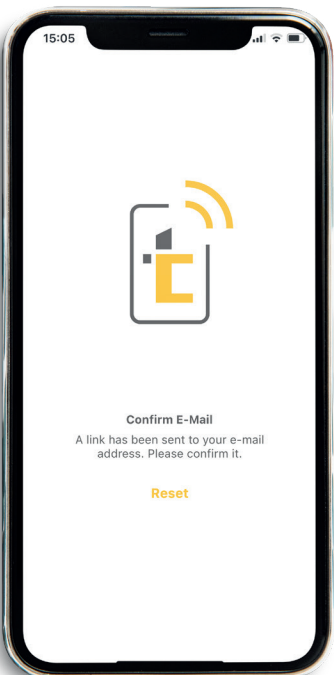 15:05
Confirm E-Mail
A link has been sent to your e-mail
address. Please confirm it.
Reset